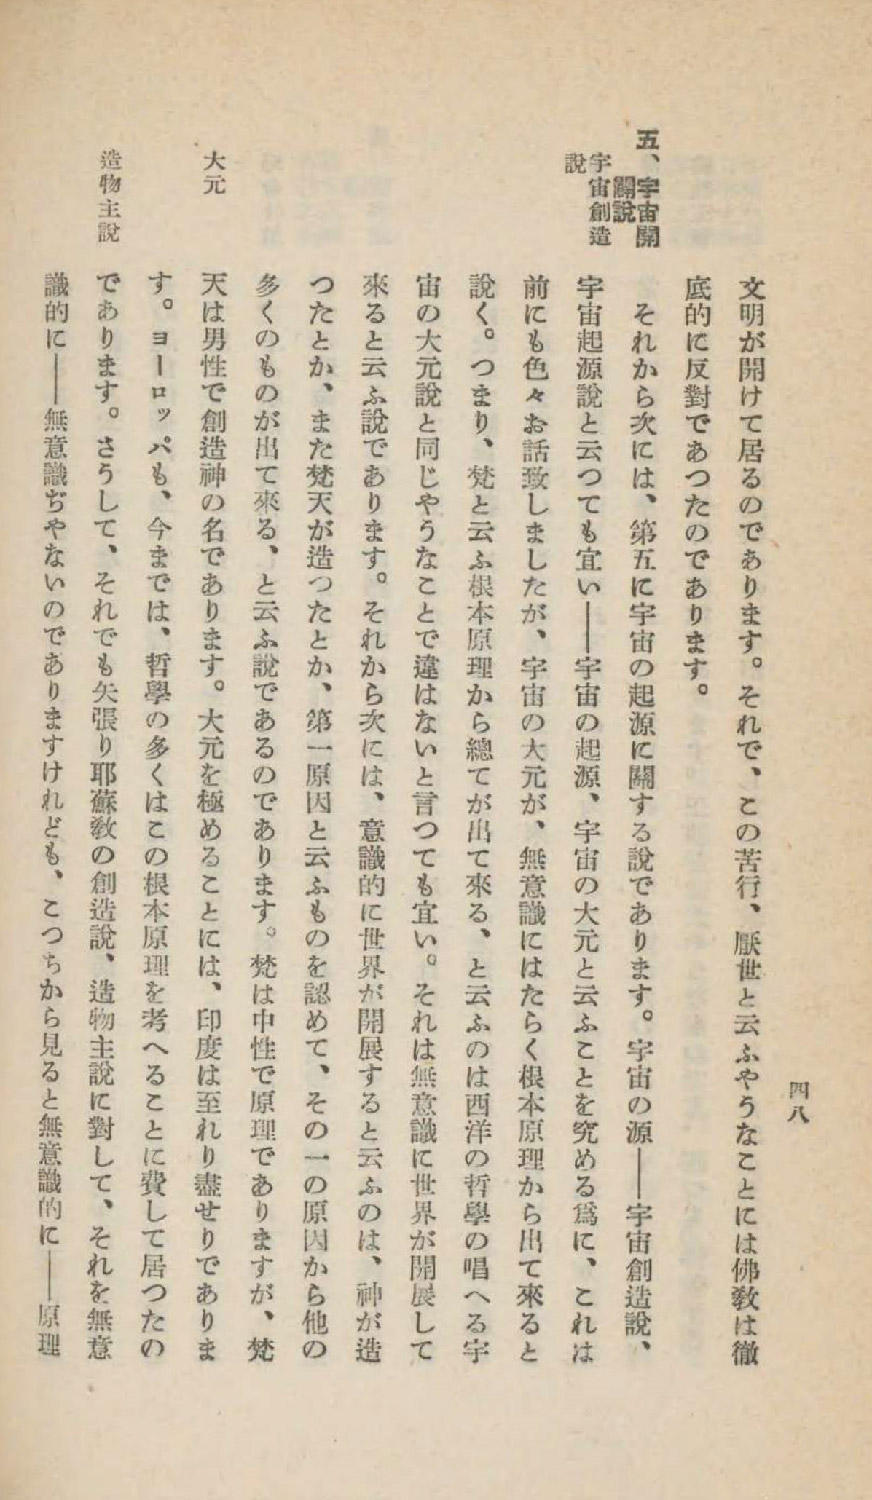 四八
文明が開けて居るのであります。それで、この苦行、厭世と云ふやうなことには佛敎は徹
底的に反對であつたのであります。
五、宇宙開
闢說
宇宙創造
說
それから次には、第五に宇宙の起源に關する說であります。宇宙の源――宇宙創造說、
宇宙起源說と云つても宜い――宇宙の起源、宇宙の大元と云ふことを究める爲に、これは
前にも色々お話致しましたが、宇宙の大元が、無意識にはたらく根本原理から出て來ると
說く。つまり、梵と云ふ根本原理から總てが出て來る、と云ふのは西洋の哲學の唱へる宇
宙の大元說と同じやうなことで違はないと言つても宜い。それは無意識に世界が開展して
來ると云ふ說であります。それから次には、意識的に世界が開展すると云ふのは、神が造
つたとか、また梵天が造つたとか、第一原因と云ふものを認めて、その一の原因から他の
多くのものが出て來る、と云ふ說であるのであります。梵は中性で原理でありますが、梵
大元
天は男性で創造神の名であります。大元を極めることには、印度は至れり盡せりでありま
す。ヨーロッパも、今までは、哲學の多くはこの根本原理を考へることに費して居つたの
造物主說
であります。さうして、それでも矢張り耶蘇敎の創造說、造物主說に對して、それを無意
識的に――無意識ぢやないのでありますけれども、こつちから見ると無意識的に――原理